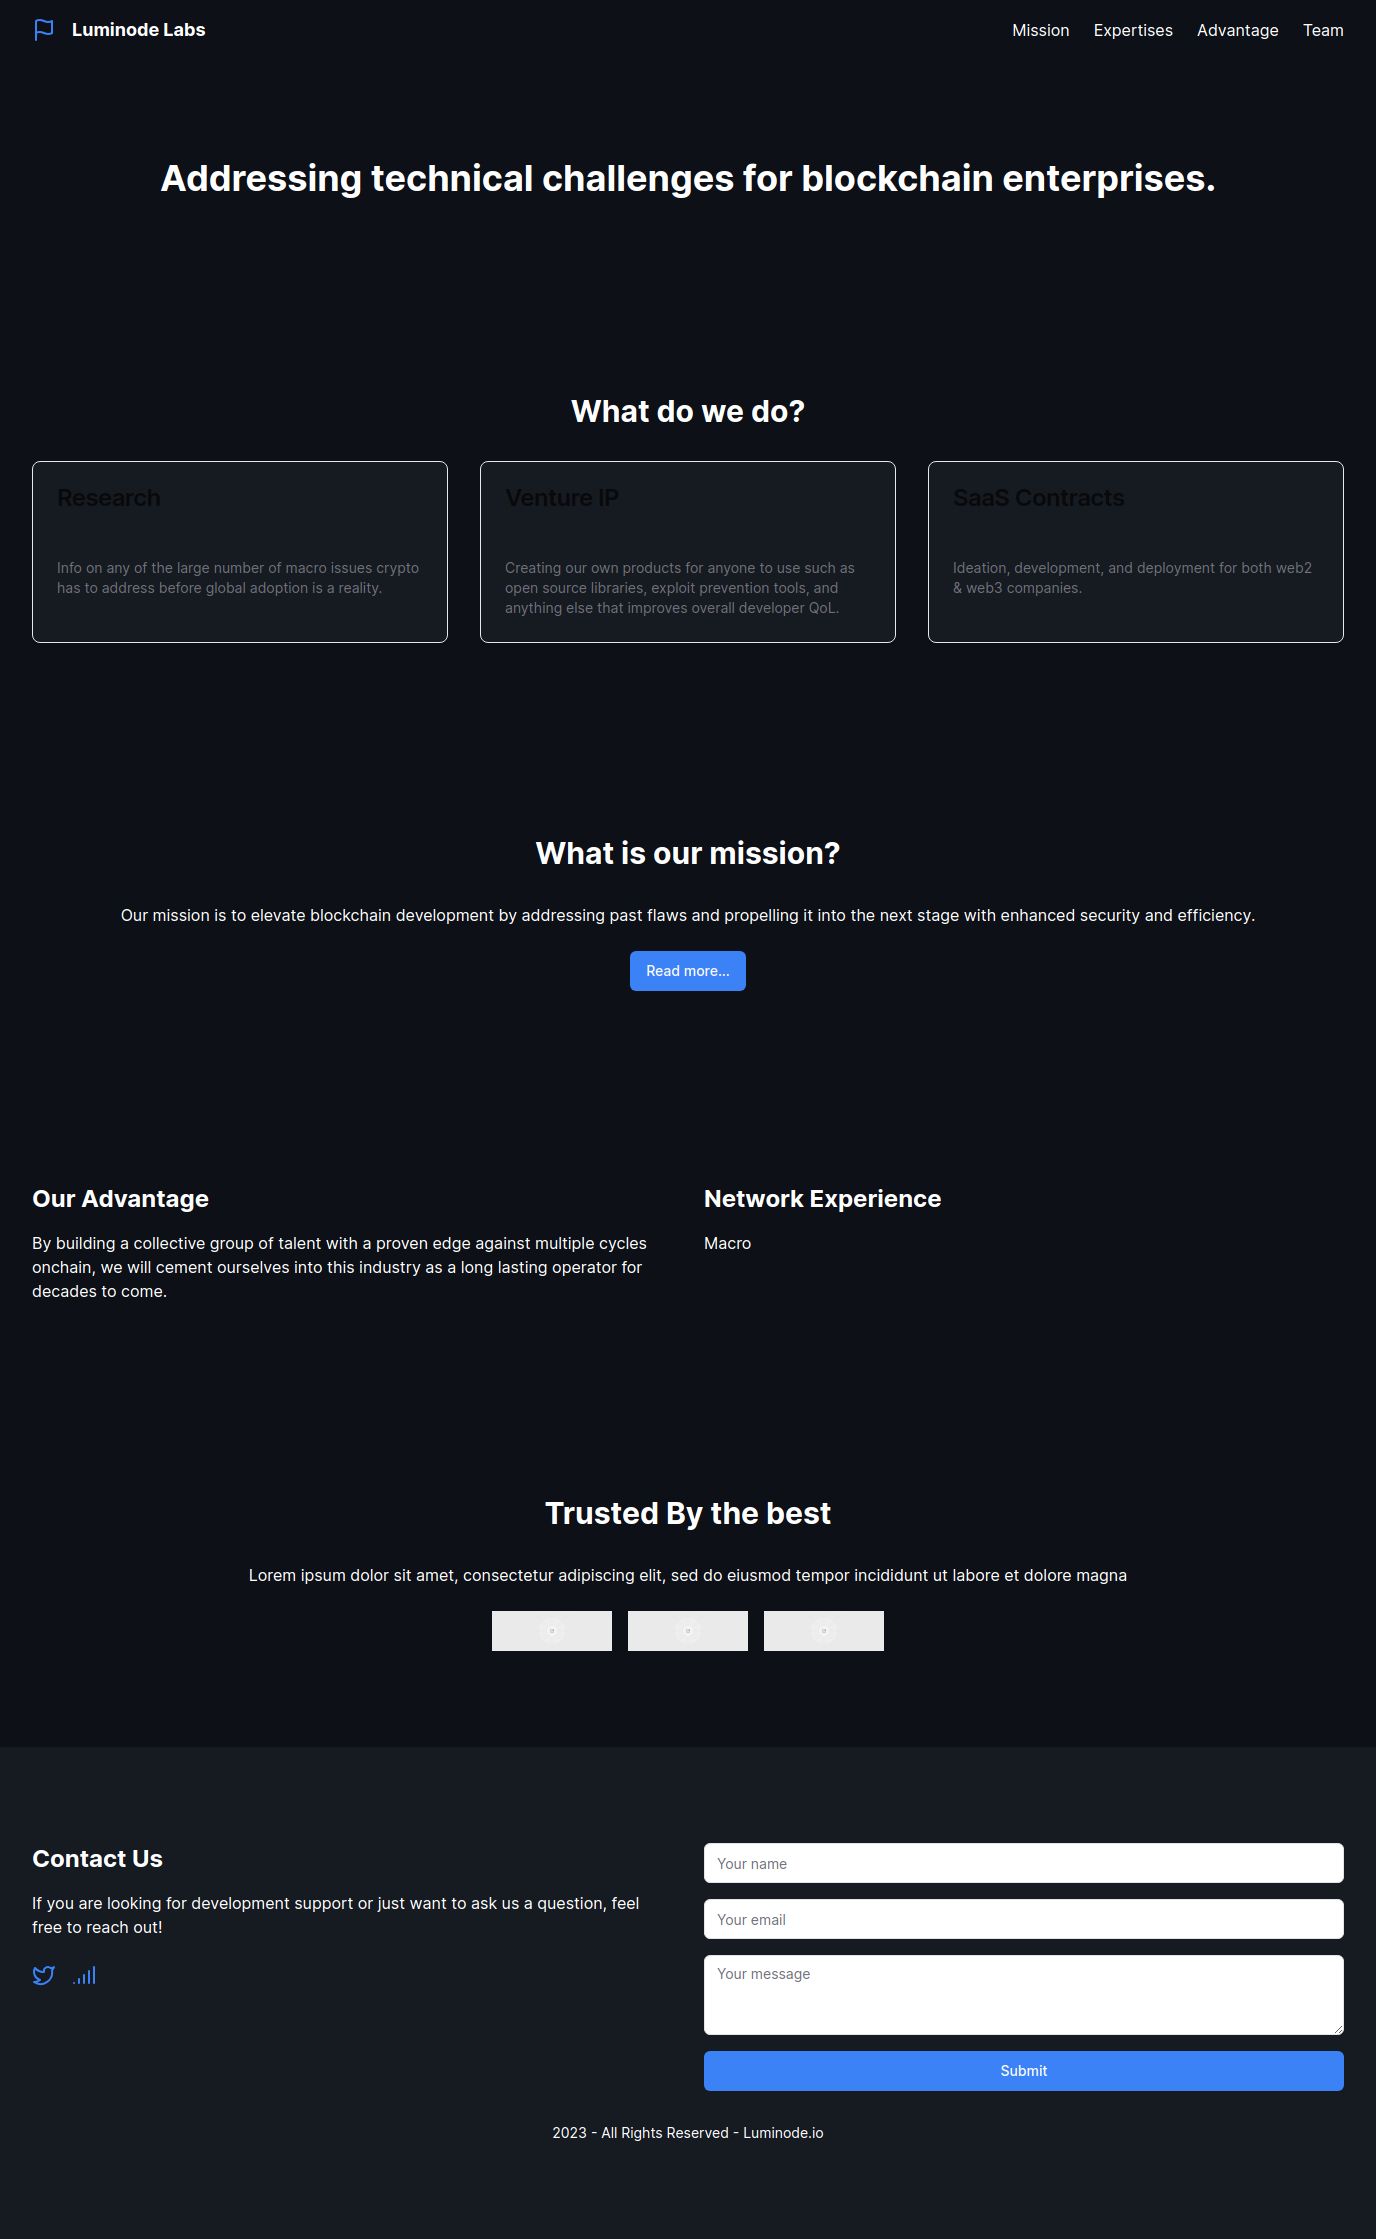 Luminode Labs
Mission Expertises Advantage Team
Addressing technical challenges for blockchain enterprises.
What do we do?
Research
Info on any of the large number of macro issues crypto
has to address before global adoption is a reality.
Venture IP
Creating our own products for anyone to use such as
open source libraries, exploit prevention tools, and
anything else that improves overall developer QoL.
SaaS Contracts
Ideation, development, and deployment for both web2
& web3 companies.
What is our mission?
Our mission is to elevate blockchain development by addressing past flaws and propelling it into the next stage with enhanced security and efficiency.
Read more...
Our Advantage
By building a collective group of talent with a proven edge against multiple cycles
onchain, we will cement ourselves into this industry as a long lasting operator for
decades to come.
Network Experience
Macro
Trusted By the best
Lorem ipsum dolor sit amet, consectetur adipiscing elit, sed do eiusmod tempor incididunt ut labore et dolore magna
Contact Us
If you are looking for development support or just want to ask us a question, feel
free to reach out!
Your name
Your email
Your message
Submit
2023 - All Rights Reserved - Luminode.io